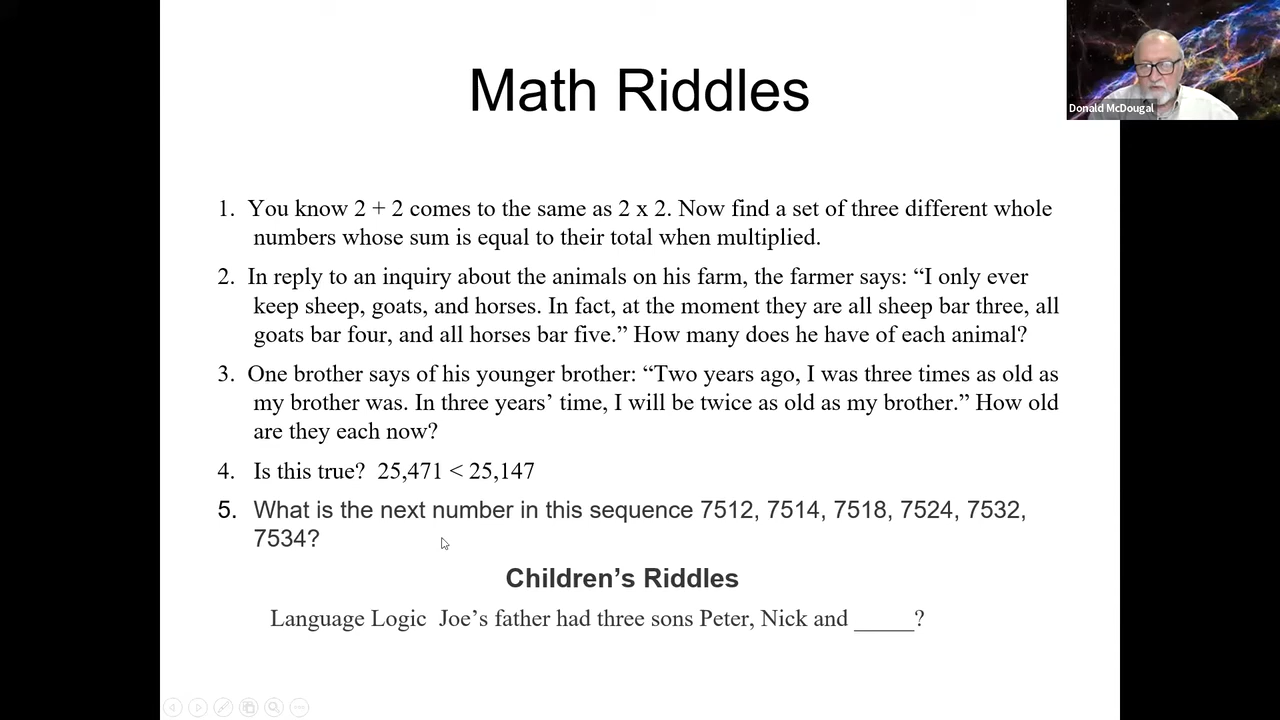 Math Riddles
Donald McDougal
1. You know 2 + 2 comes to the same as 2 x 2. Now find a set of three different whole
numbers whose sum is equal to their total when multiplied.
2. In reply to an inquiry about the animals on his farm, the farmer says: “I only ever
keep sheep, goats, and horses. In fact, at the moment they are all sheep bar three, all
goats bar four, and all horses bar five.” How many does he have of each animal?
3. One brother says of his younger brother: “Two years ago, I was three times as old as
my brother was. In three years’ time, I will be twice as old as my brother.” How old
are they each now?
4. Is this true? 25,471 < 25,147
5. What is the next number in this sequence 7512, 7514, 7518, 7524, 7532,
7534?
Children’s Riddles
Language Logic Joe’s father had three sons Peter, Nick and _____?